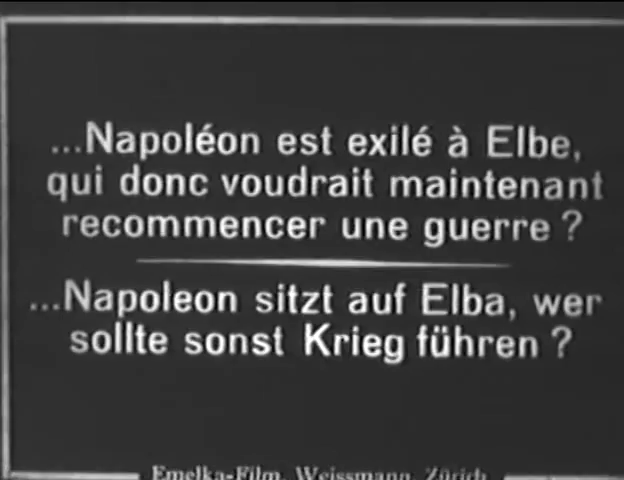 ...Napoléon est exilé à Elbe,
qui donc voudrait maintenant
recommencer une guerre ?
...Napoleon sitzt auf Elba, wer
sollte sonst Krieg führen ?
Emelka-Film, Weissmann, Zürich